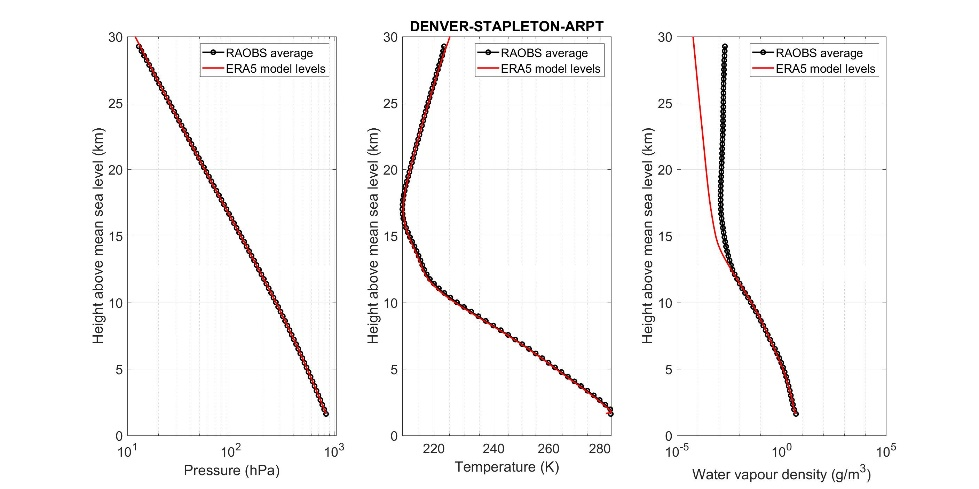 DENVER-STAPLETON-ARPT
30
25
20
15
10
5
0
Height above mean sea level (km)
RAOBS average
ERA5 model levels
10^1 10^2 10^3
Pressure (hPa)
30
25
20
15
10
5
0
Height above mean sea level (km)
RAOBS average
ERA5 model levels
220 240 260 280
Temperature (K)
30
25
20
15
10
5
0
Height above mean sea level (km)
RAOBS average
ERA5 model levels
10^-5 10^0 10^5
Water vapour density (g/m^3)